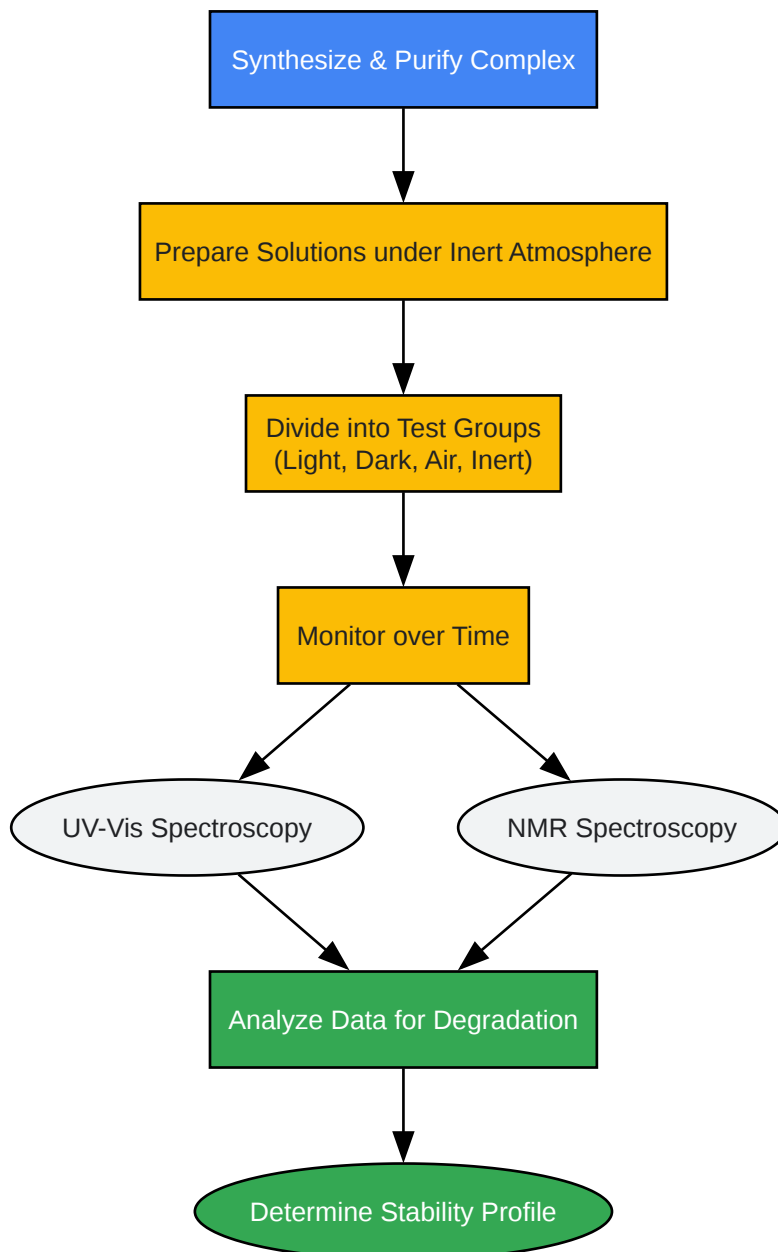 Synthesize & Purify Complex
Prepare Solutions under Inert Atmosphere
Divide into Test Groups
(Light, Dark, Air, Inert)
Monitor over Time
UV-Vis Spectroscopy
NMR Spectroscopy
Analyze Data for Degradation
Determine Stability Profile